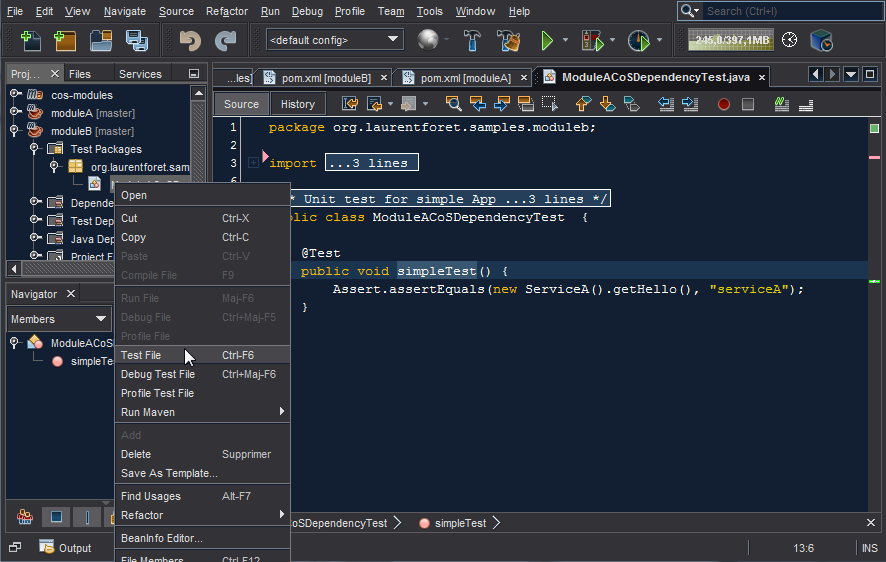 File Edit View Navigate Source Refactor Run Debug Profile Team Tools Window Help
Search (Ctrl+I)
<default config>
245,0/397,1MB
Proj... Files Services
...les] pom.xml [moduleB] pom.xml [moduleA] ModuleACoSDependencyTest.java
cos-modules
moduleA [master]
moduleB [master]
Test Packages
org.laurentforet.sam
Depende
Test Dep
Java Dep
Project F
Source History
1 package org.laurentforet.samples.moduleb;
2
3 import ...3 lines
6
* Unit test for simple App ...3 lines */
blic class ModuleACoSDependencyTest {
@Test
public void simpleTest() {
Assert.assertEquals(new ServiceA().getHello(), "serviceA");
}
Navigator
Members
ModuleACoS
simpleTe
Open
Cut Ctrl-X
Copy Ctrl-C
Paste Ctrl-V
Compile File F9
Run File Maj-F6
Debug File Ctrl+Maj-F5
Profile File
Test File Ctrl-F6
Debug Test File Ctrl+Maj-F6
Profile Test File
Run Maven
Add
Delete Supprimer
Save As Template...
Find Usages Alt-F7
Refactor
BeanInfo Editor...
File Members Ctrl-F12
CoSDependencyTest simpleTest
Output
13:6 INS